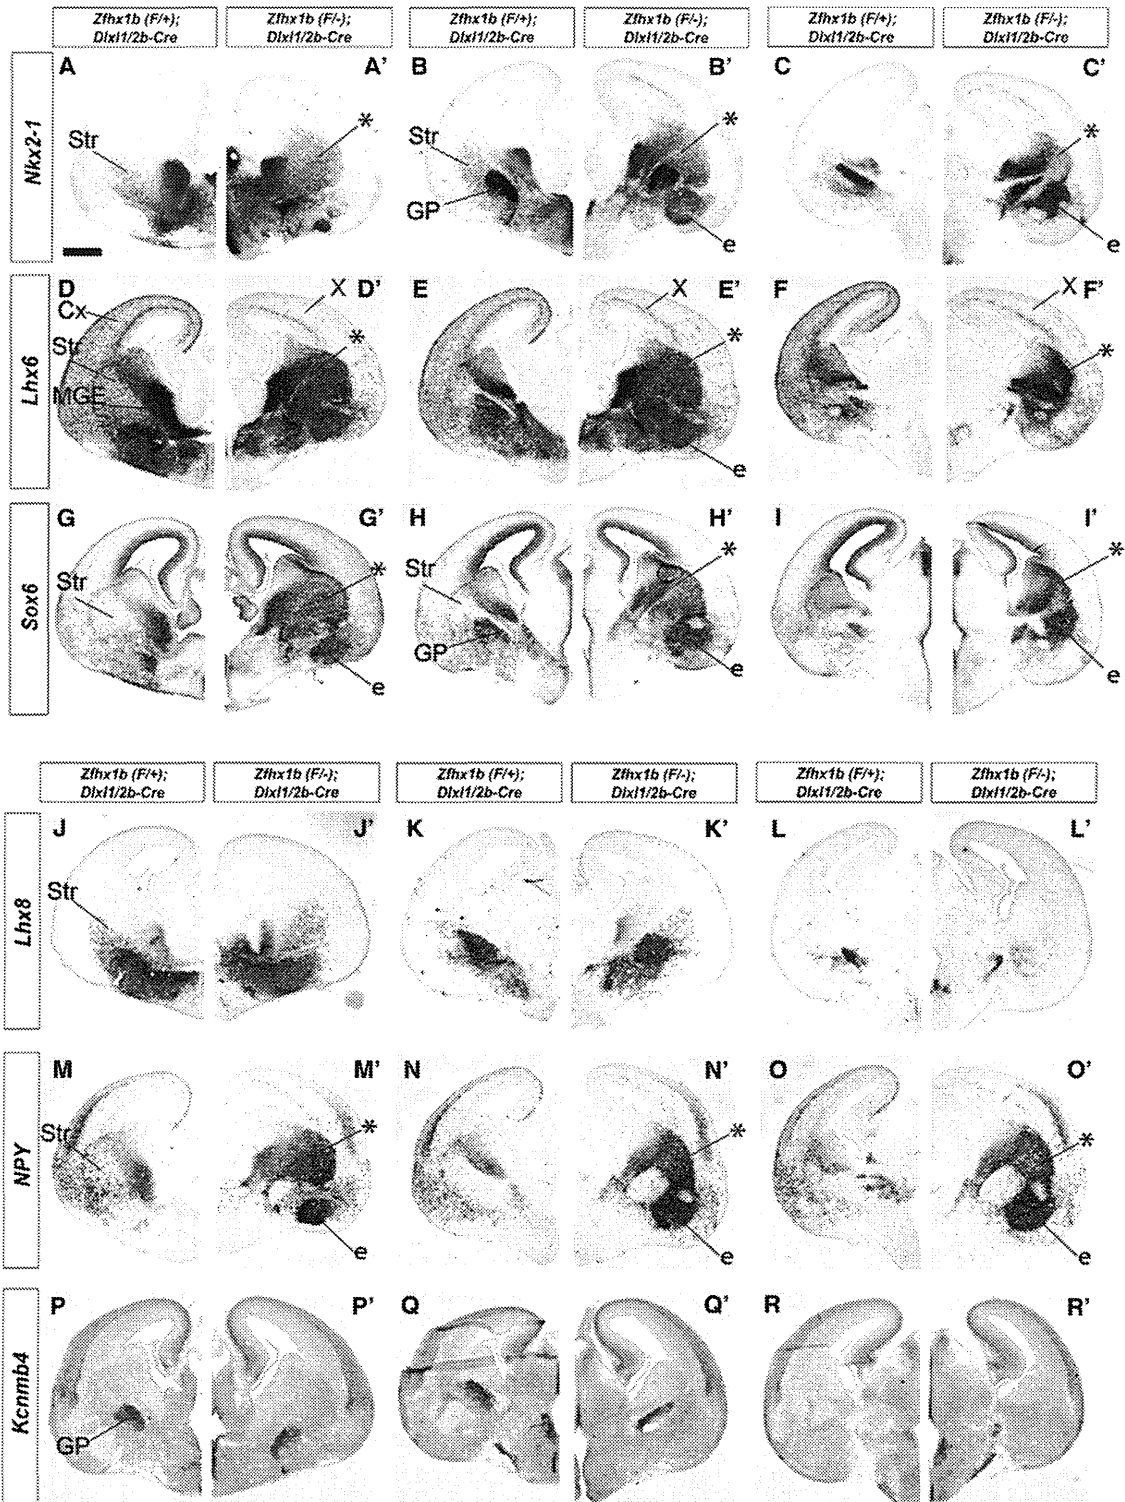 Zfhx1b (F/+);
Dlxl1/2b-Cre
Zfhx1b (F/-);
Dlxl1/2b-Cre
Zfhx1b (F/+);
Dlxl1/2b-Cre
Zfhx1b (F/-);
Dlxl1/2b-Cre
Zfhx1b (F/+);
Dlxl1/2b-Cre
Zfhx1b (F/-);
Dlxl1/2b-Cre
Nkx2-1
A A' B B' C C'
Str * Str * *
GP e e
Lhx6
D X D' E X E' F X F'
Cx
Str * * *
MGE
e
Sox6
G G' H H' I I'
Str * Str * *
GP
e e e
Zfhx1b (F/+);
Dlxl1/2b-Cre
Zfhx1b (F/-);
Dlxl1/2b-Cre
Zfhx1b (F/+);
Dlxl1/2b-Cre
Zfhx1b (F/-);
Dlxl1/2b-Cre
Zfhx1b (F/+);
Dlxl1/2b-Cre
Zfhx1b (F/-);
Dlxl1/2b-Cre
Lhx8
J J' K K' L L'
Str
NPY
M M' N N' O O'
Str * * *
e e e
Kcnmb4
P P' Q Q' R R'
GP